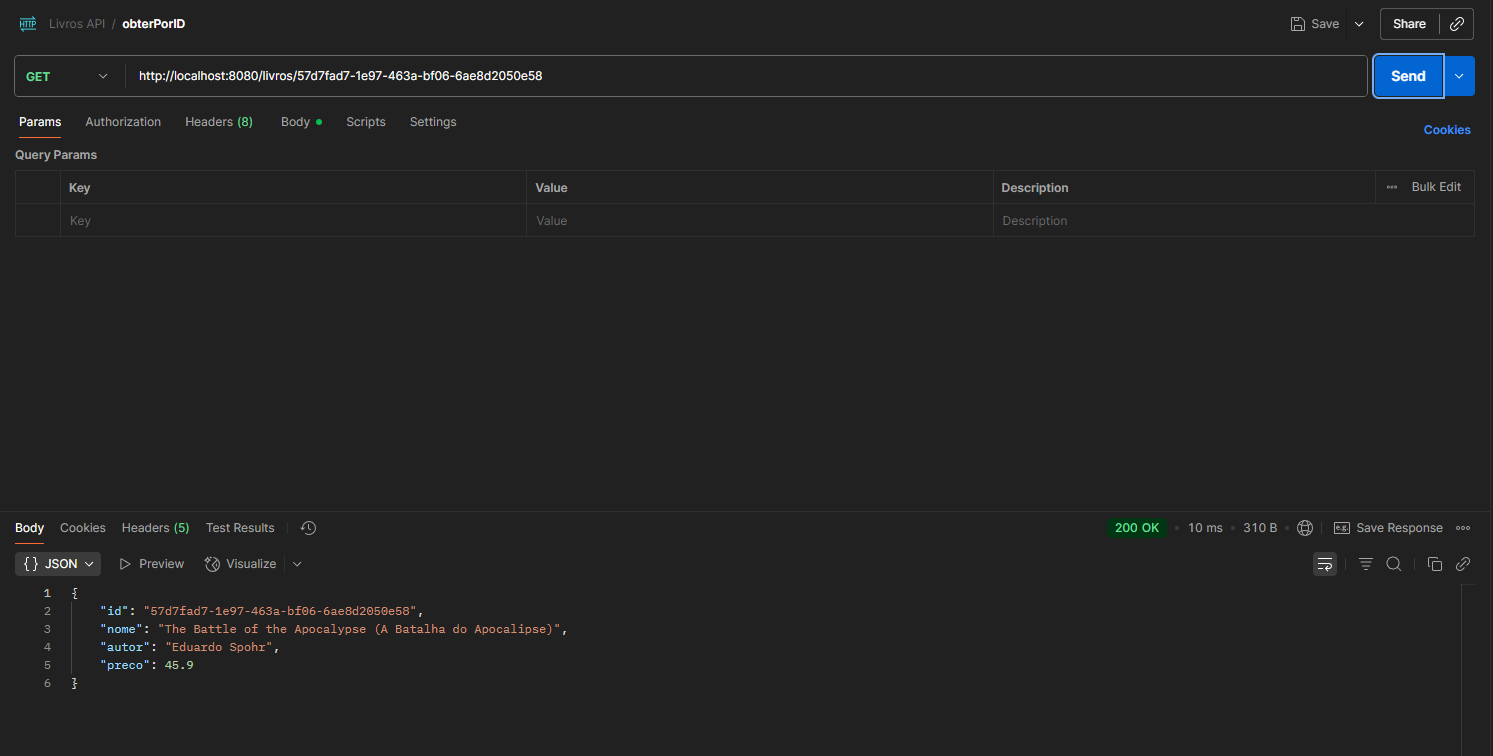 HTTP Livros API / obterPorID Save Share
GET http://localhost:8080/livros/57d7fad7-1e97-463a-bf06-6ae8d2050e58 Send
Params Authorization Headers (8) Body Scripts Settings Cookies
Query Params
Key Value Description Bulk Edit
Key Value Description
Body Cookies Headers (5) Test Results 200 OK 10 ms 310 B e.g. Save Response
{} JSON Preview Visualize
1 {
2 "id": "57d7fad7-1e97-463a-bf06-6ae8d2050e58",
3 "nome": "The Battle of the Apocalypse (A Batalha do Apocalipse)",
4 "autor": "Eduardo Spohr",
5 "preco": 45.9
6 }